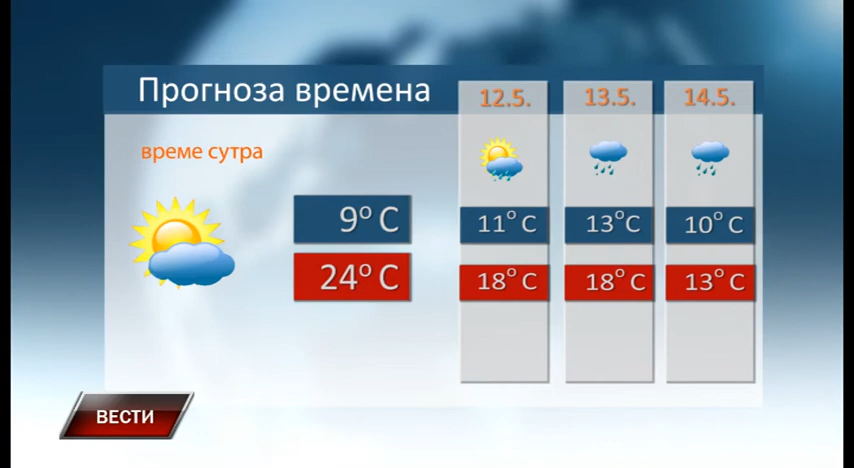 Прогноза времена
време сутра
9° C
24° C
12.5.
13.5.
14.5.
11° C
13°C
10° C
18° C
18° C
13° C
ВЕСТИ